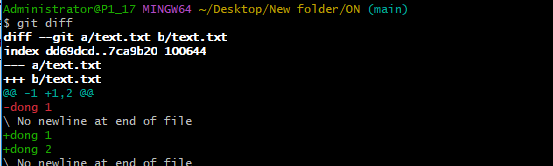 Administrator@P1_17 MINGW64 ~/Desktop/New folder/ON (main)
$ git diff
diff --git a/text.txt b/text.txt
index dd69dcd..7ca9b20 100644
--- a/text.txt
+++ b/text.txt
@@ -1 +1,2 @@
-dong 1
\ No newline at end of file
+dong 1
+dong 2
\ No newline at end of file